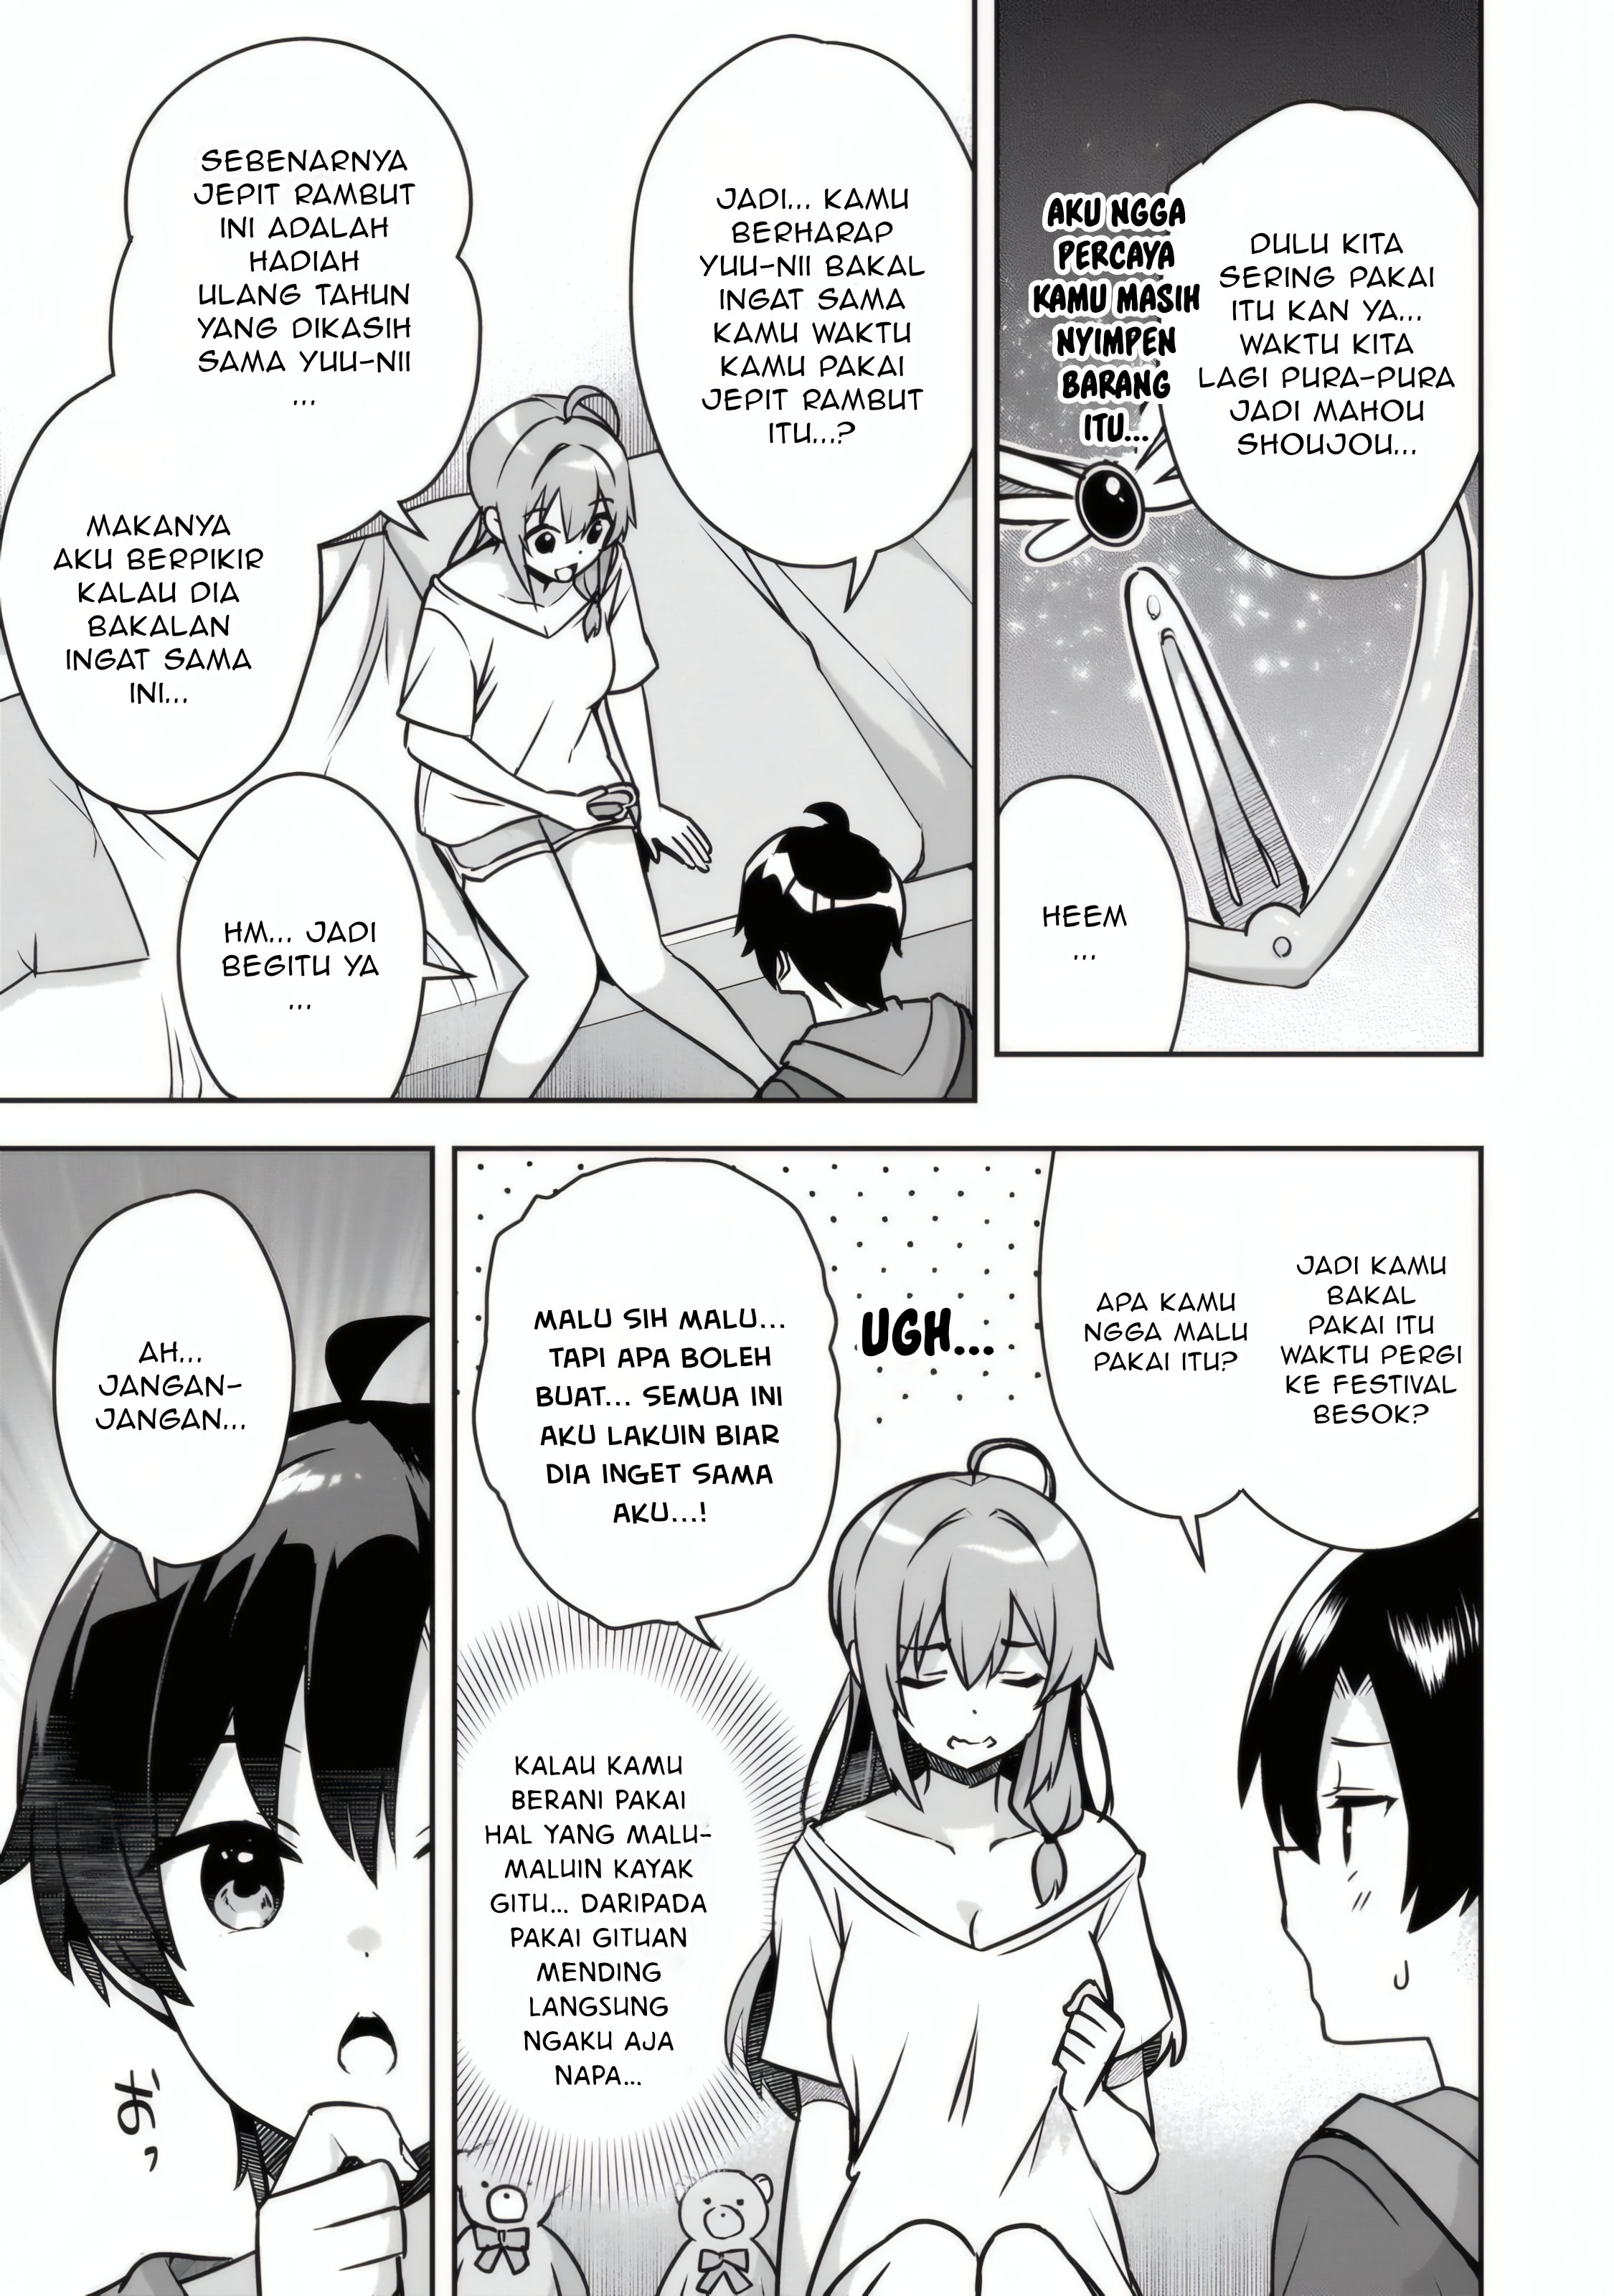 DULU KITA
SERING PAKAI
ITU KAN YA...
WAKTU KITA
LAGI PURA-PURA
JADI MAHOU
SHOUJOU...
AKU NGGA
PERCAYA
KAMU MASIH
NYIMPEN
BARANG
ITU...
HEEM
...
JADI... KAMU
BERHARAP
YUU-NII BAKAL
INGAT SAMA
KAMU WAKTU
KAMU PAKAI
JEPIT RAMBUT
ITU...?
SEBENARNYA
JEPIT RAMBUT
INI ADALAH
HADIAH
ULANG TAHUN
YANG DIKASIH
SAMA YUU-NII
...
MAKANYA
AKU BERPIKIR
KALAU DIA
BAKALAN
INGAT SAMA
INI...
HM... JADI
BEGITU YA
...
JADI KAMU
BAKAL
PAKAI ITU
WAKTU PERGI
KE FESTIVAL
BESOK?
APA KAMU
NGGA MALU
PAKAI ITU?
UGH...
MALU SIH MALU...
TAPI APA BOLEH
BUAT... SEMUA INI
AKU LAKUIN BIAR
DIA INGET SAMA
AKU...!
KALAU KAMU
BERANI PAKAI
HAL YANG MALU-
MALUIN KAYAK
GITU... DARIPADA
PAKAI GITUAN
MENDING
LANGSUNG
NGAKU AJA
NAPA...
AH...
JANGAN-
JANGAN...